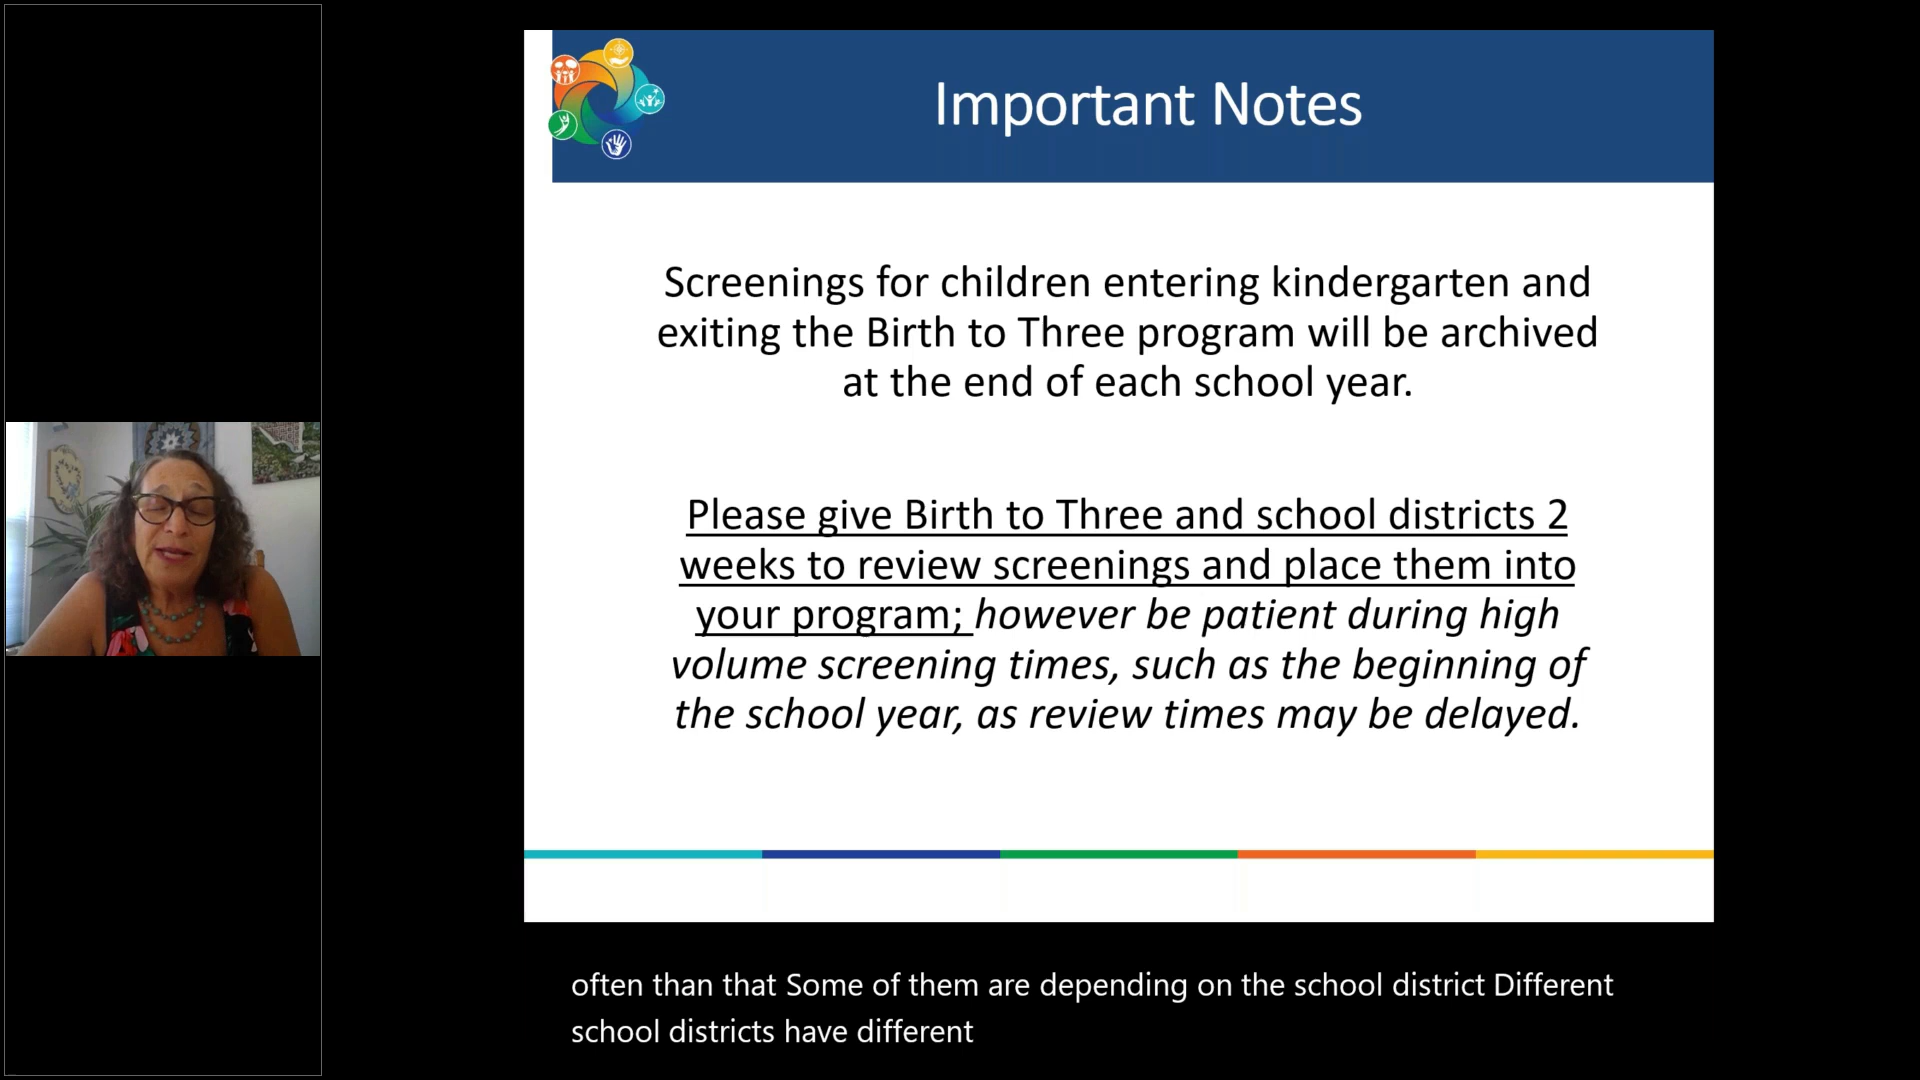 Important Notes
Screenings for children entering kindergarten and
exiting the Birth to Three program will be archived
at the end of each school year.
Please give Birth to Three and school districts 2
weeks to review screenings and place them into
your program; however be patient during high
volume screening times, such as the beginning of
the school year, as review times may be delayed.
often than that Some of them are depending on the school district Different
school districts have different